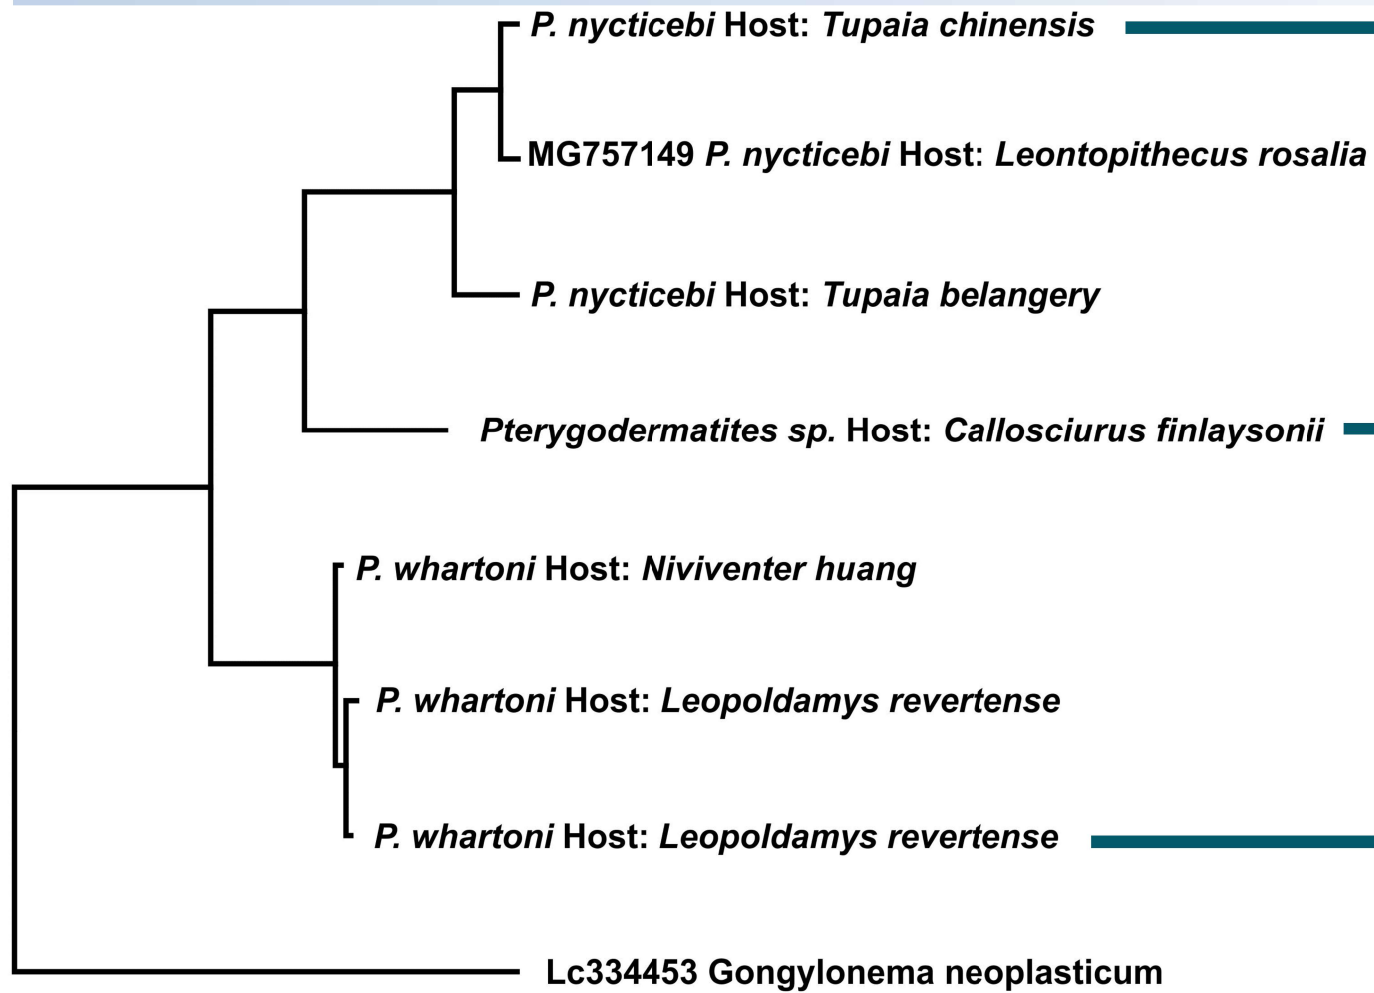 P. nycticebi Host: Tupaia chinensis
MG757149 P. nycticebi Host: Leontopithecus rosalia
P. nycticebi Host: Tupaia belangery
Pterygodermatites sp. Host: Callosciurus finlaysonii
P. whartoni Host: Niviventer huang
P. whartoni Host: Leopoldamys revertense
P. whartoni Host: Leopoldamys revertense
Lc334453 Gongylonema neoplasticum